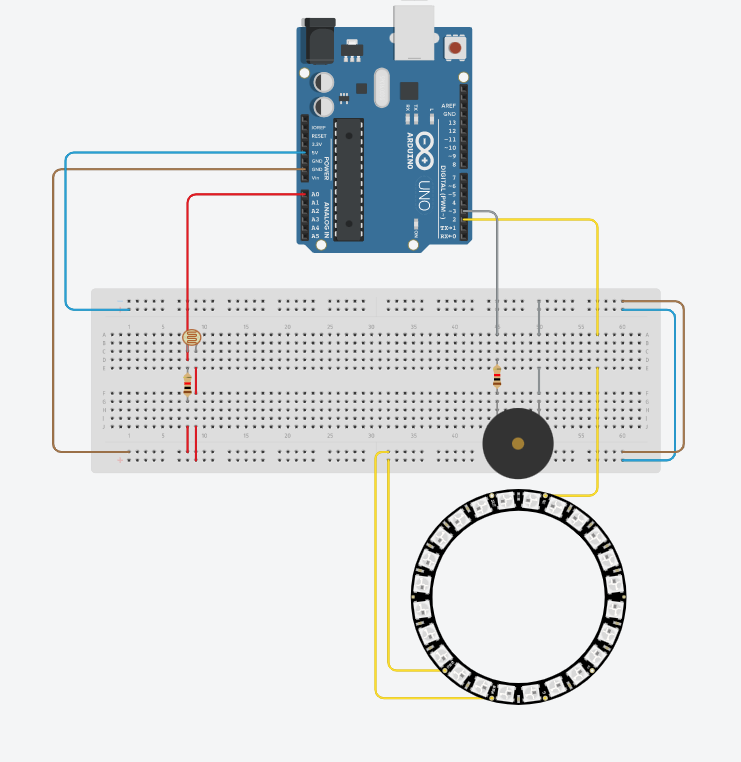 AREF
GND
13
12
~11
~10
~9
8
7
~6
~5
4
~3
2
TX→1
RX←0
DIGITAL (PWM~)
IOREF
RESET
3.3V
5V
GND
GND
Vin
POWER
A0
A1
A2
A3
A4
A5
ANALOG IN
RX
TX
L
ON
ARDUINO
UNO
1 5 10 15 20 25 30 35 40 45 50 55 60
A
B
C
D
E
F
G
H
I
J
1 5 10 15 20 25 30 35 40 45 50 55 60